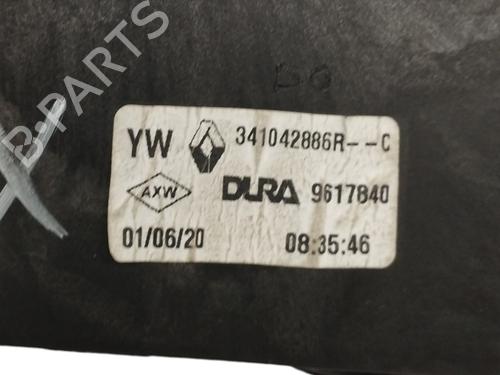 B-PARTS
YW 341042886R--C
AXW DURA 9617840
01/06/20 08:35:46